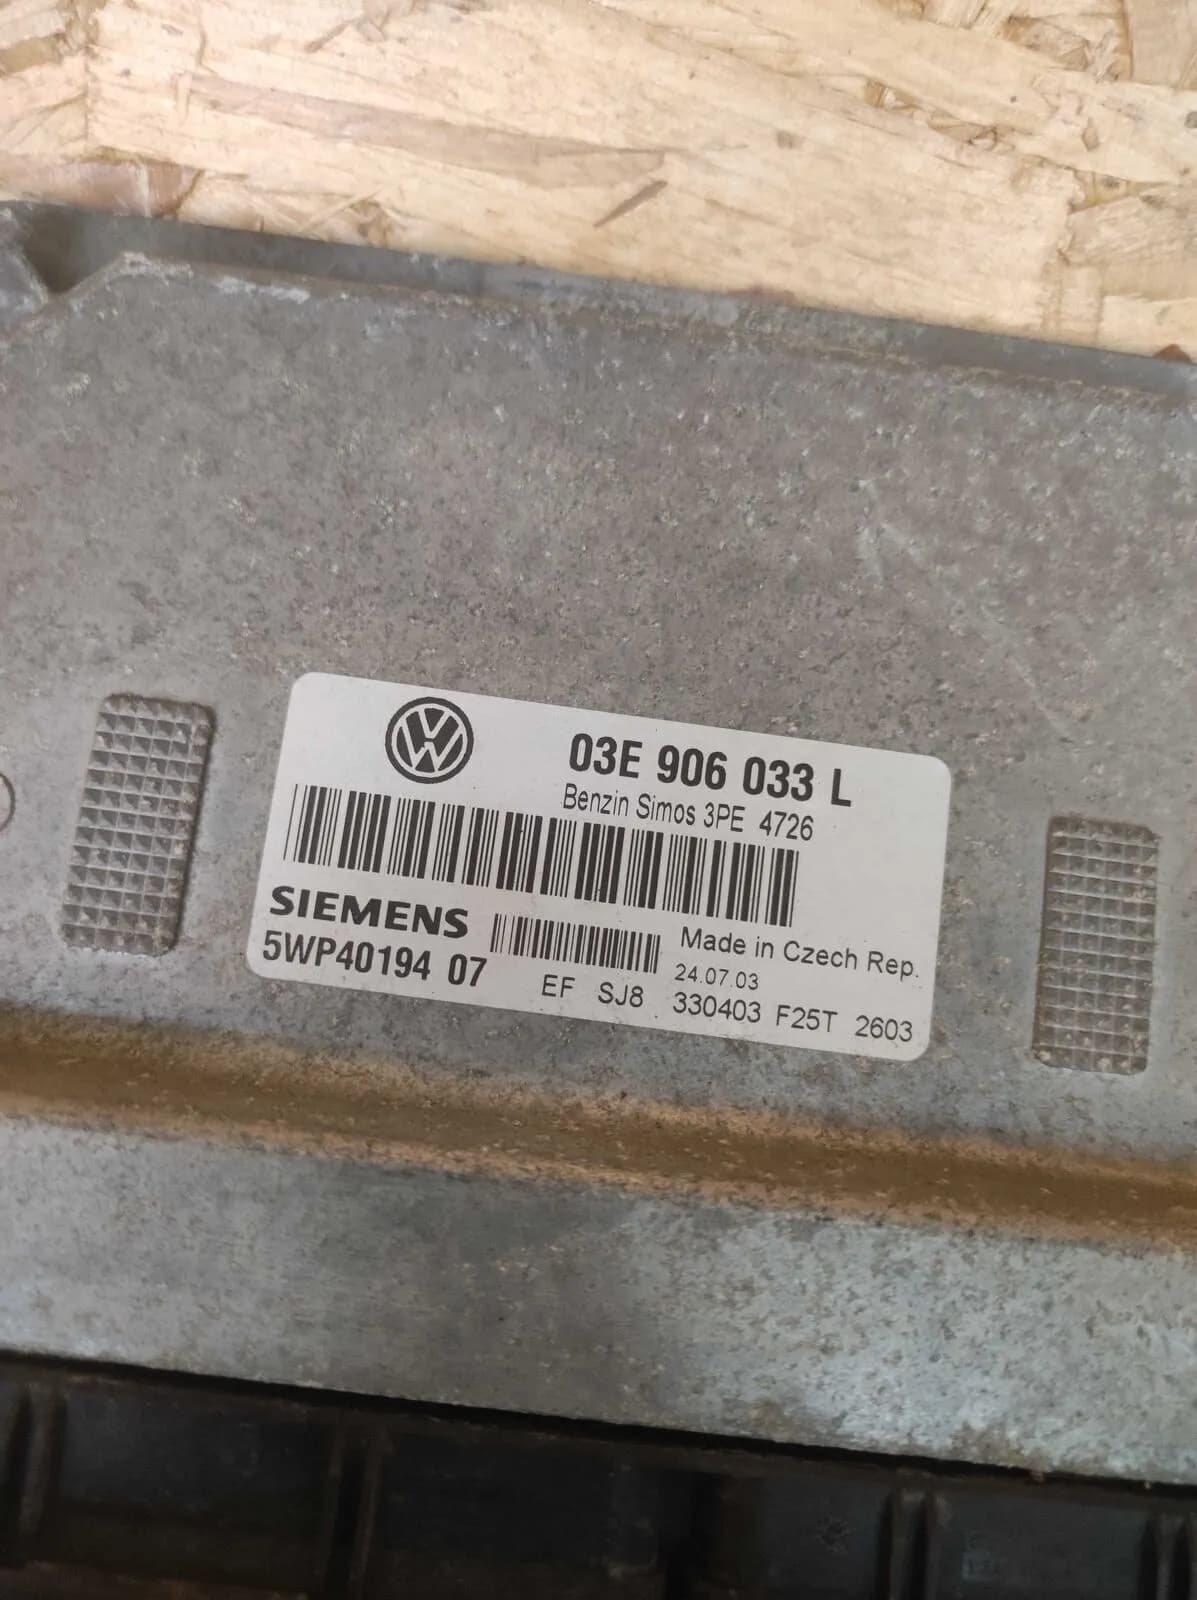 03E 906 033 L
Benzin Simos 3PE 4726
SIEMENS
5WP40194 07
Made in Czech Rep.
24.07.03
EF SJ8 330403 F25T 2603